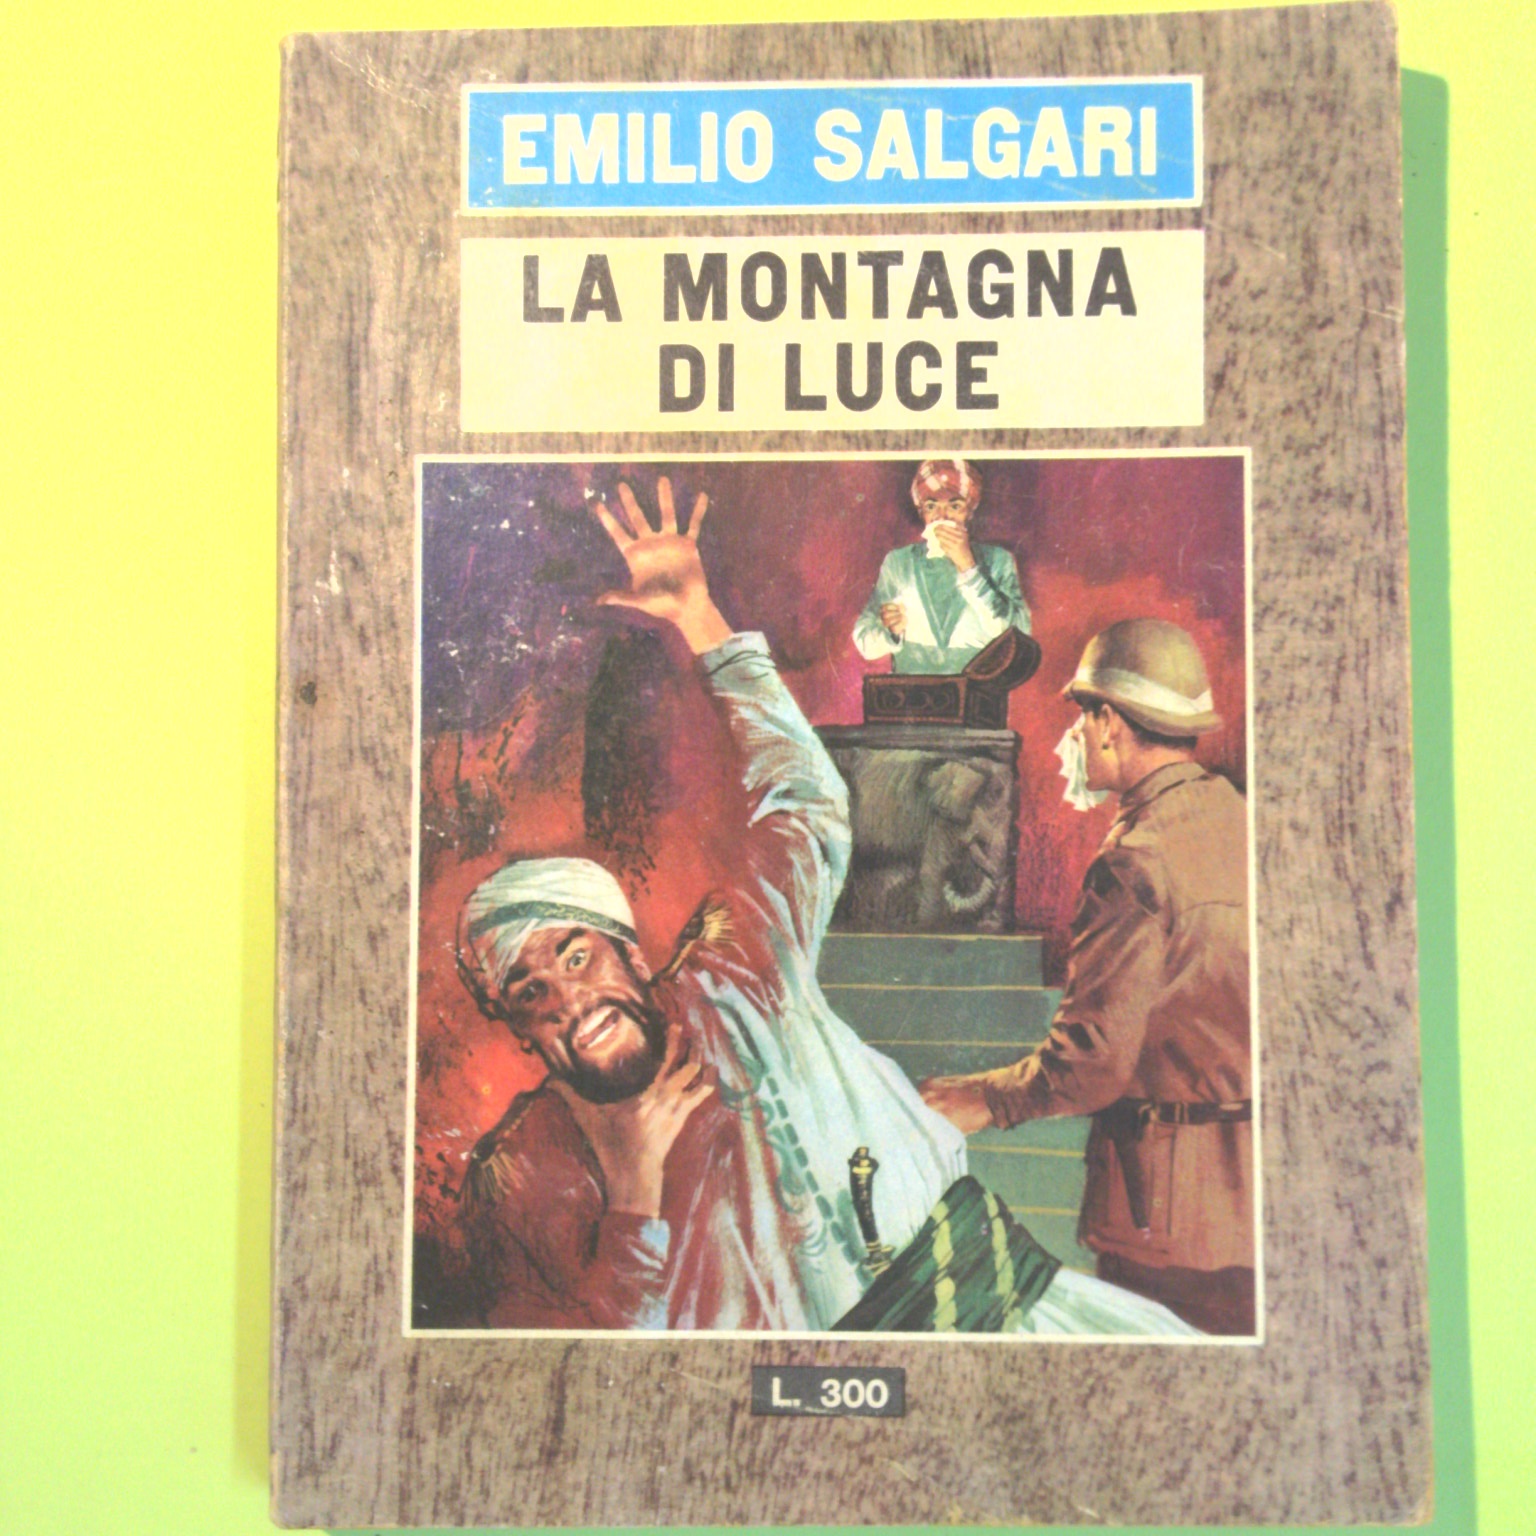 EMILIO SALGARI
LA MONTAGNA
DI LUCE
L. 300